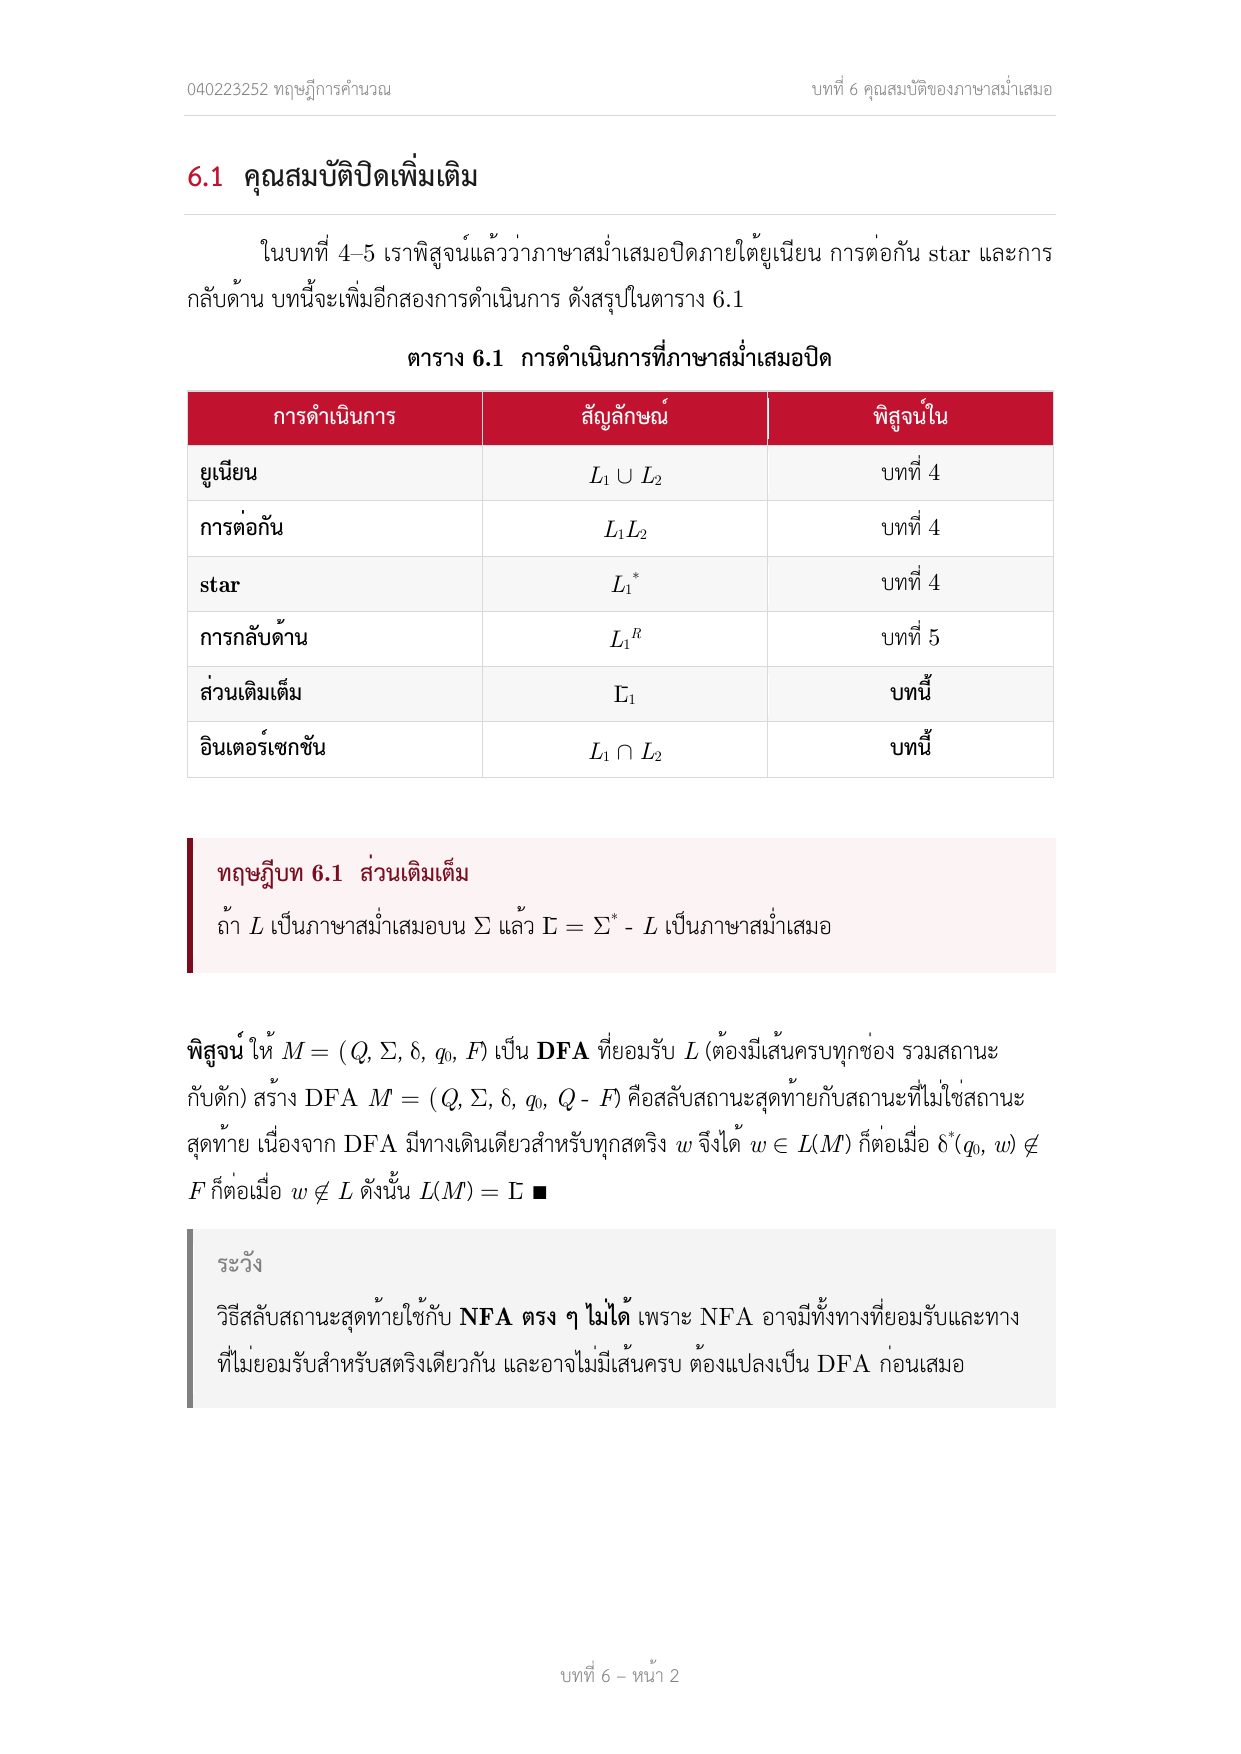 040223252 ทฤษฎีการคำนวณ
บทที่ 6 คุณสมบัติของภาษาสม่ำเสมอ
6.1 คุณสมบัติปิดเพิ่มเติม
ในบทที่ 4–5 เราพิสูจน์แล้วว่าภาษาสม่ำเสมอปิดภายใต้ยูเนียน การต่อกัน star และการ
กลับด้าน บทนี้จะเพิ่มอีกสองการดำเนินการ ดังสรุปในตาราง 6.1
ตาราง 6.1 การดำเนินการที่ภาษาสม่ำเสมอปิด
การดำเนินการ สัญลักษณ์ พิสูจน์ใน
ยูเนียน L₁ ∪ L₂ บทที่ 4
การต่อกัน L₁L₂ บทที่ 4
star L₁* บทที่ 4
การกลับด้าน L₁ᴿ บทที่ 5
ส่วนเติมเต็ม L̄₁ บทนี้
อินเตอร์เซกชัน L₁ ∩ L₂ บทนี้
ทฤษฎีบท 6.1 ส่วนเติมเต็ม
ถ้า L เป็นภาษาสม่ำเสมอบน Σ แล้ว L̄ = Σ* - L เป็นภาษาสม่ำเสมอ
พิสูจน์ ให้ M = (Q, Σ, δ, q₀, F) เป็น DFA ที่ยอมรับ L (ต้องมีเส้นครบทุกช่อง รวมสถานะ
กับดัก) สร้าง DFA M' = (Q, Σ, δ, q₀, Q - F) คือสลับสถานะสุดท้ายกับสถานะที่ไม่ใช่สถานะ
สุดท้าย เนื่องจาก DFA มีทางเดินเดียวสำหรับทุกสตริง w จึงได้ w ∈ L(M') ก็ต่อเมื่อ δ*(q₀, w) ∉
F ก็ต่อเมื่อ w ∉ L ดังนั้น L(M') = L̄ ■
ระวัง
วิธีสลับสถานะสุดท้ายใช้กับ NFA ตรง ๆ ไม่ได้ เพราะ NFA อาจมีทั้งทางที่ยอมรับและทาง
ที่ไม่ยอมรับสำหรับสตริงเดียวกัน และอาจไม่มีเส้นครบ ต้องแปลงเป็น DFA ก่อนเสมอ
บทที่ 6 – หน้า 2